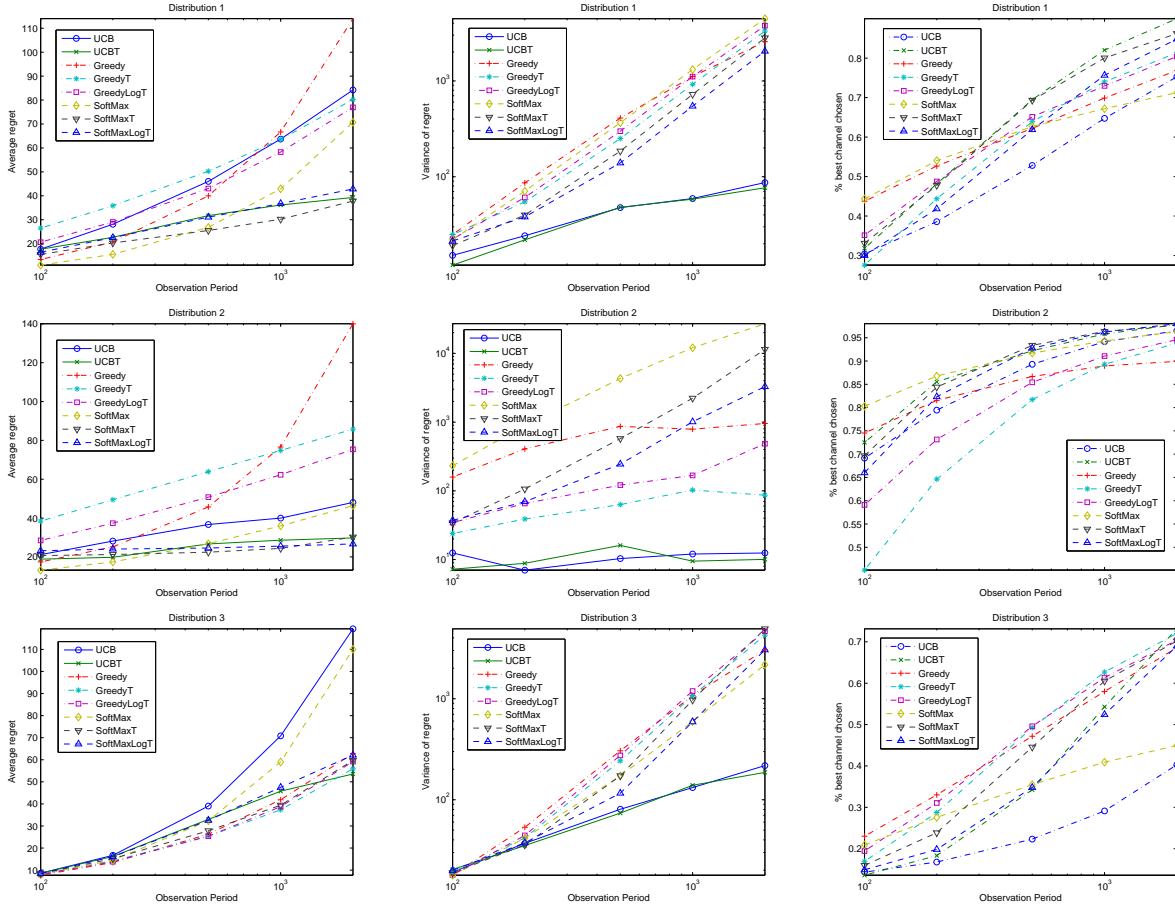 Distribution 1
Average regret
110
100
90
80
70
60
50
40
30
20
10^2
10^3
Observation Period
UCB
UCBT
Greedy
GreedyT
GreedyLogT
SoftMax
SoftMaxT
SoftMaxLogT
Distribution 1
Variance of regret
10^3
10^2
10^2
10^3
Observation Period
UCB
UCBT
Greedy
GreedyT
GreedyLogT
SoftMax
SoftMaxT
SoftMaxLogT
Distribution 1
% best channel chosen
0.8
0.7
0.6
0.5
0.4
0.3
10^2
10^3
Observation Period
UCB
UCBT
Greedy
GreedyT
GreedyLogT
SoftMax
SoftMaxT
SoftMaxLogT
Distribution 2
Average regret
140
120
100
80
60
40
20
10^2
10^3
Observation Period
UCB
UCBT
Greedy
GreedyT
GreedyLogT
SoftMax
SoftMaxT
SoftMaxLogT
Distribution 2
Variance of regret
10^4
10^3
10^2
10^1
10^2
10^3
Observation Period
UCB
UCBT
Greedy
GreedyT
GreedyLogT
SoftMax
SoftMaxT
SoftMaxLogT
Distribution 2
% best channel chosen
0.95
0.9
0.85
0.8
0.75
0.7
0.65
0.6
0.55
0.5
10^2
10^3
Observation Period
UCB
UCBT
Greedy
GreedyT
GreedyLogT
SoftMax
SoftMaxT
SoftMaxLogT
Distribution 3
Average regret
110
100
90
80
70
60
50
40
30
20
10
10^2
10^3
Observation Period
UCB
UCBT
Greedy
GreedyT
GreedyLogT
SoftMax
SoftMaxT
SoftMaxLogT
Distribution 3
Variance of regret
10^3
10^2
10^2
10^3
Observation Period
UCB
UCBT
Greedy
GreedyT
GreedyLogT
SoftMax
SoftMaxT
SoftMaxLogT
Distribution 3
% best channel chosen
0.7
0.6
0.5
0.4
0.3
0.2
10^2
10^3
Observation Period
UCB
UCBT
Greedy
GreedyT
GreedyLogT
SoftMax
SoftMaxT
SoftMaxLogT